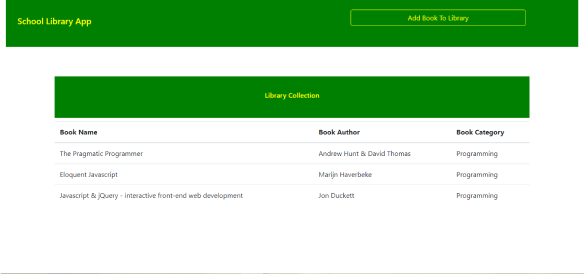 School Library App
Add Book To Library
Library Collection
Book Name Book Author Book Category
The Pragmatic Programmer Andrew Hunt & David Thomas Programming
Eloquent Javascript Marijn Haverbeke Programming
Javascript & jQuery - interactive front-end web development Jon Duckett Programming